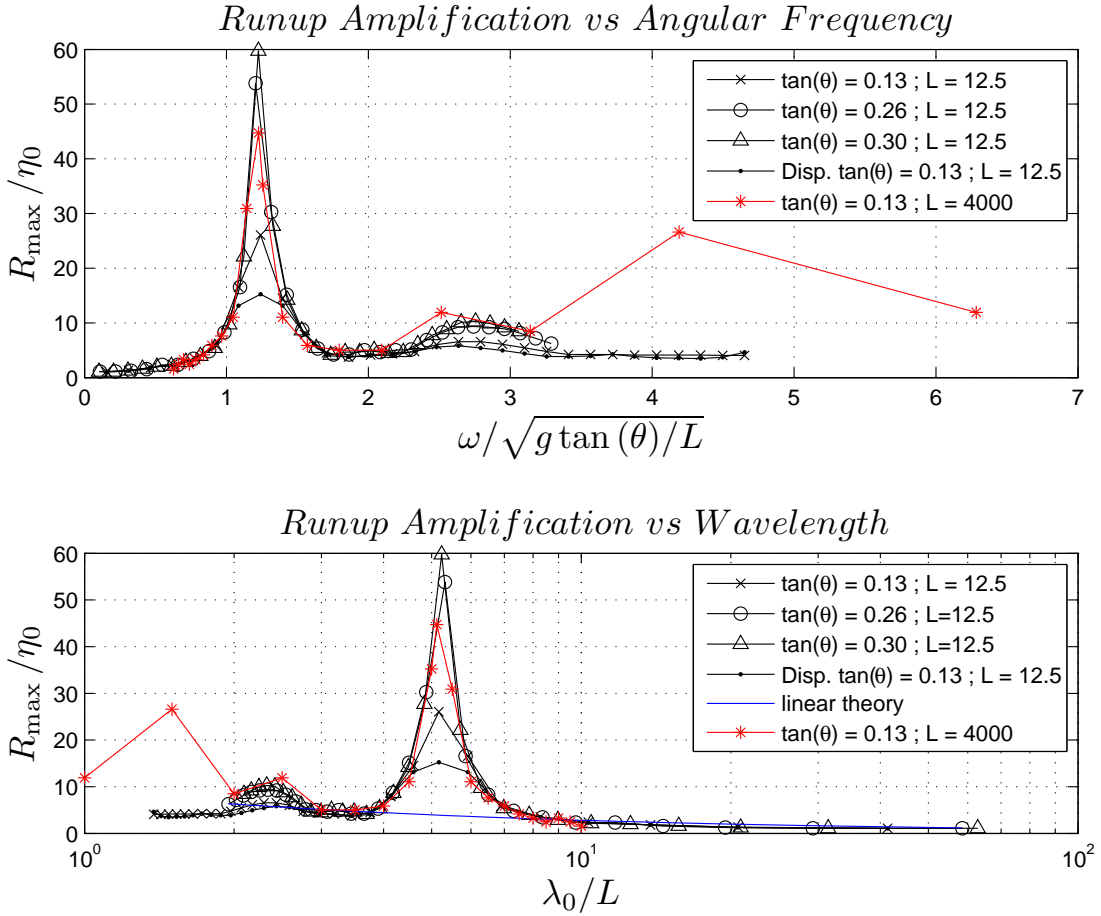 Runup Amplification vs Angular Frequency
60
50
40
30
20
10
0
R_max / η_0
tan(θ) = 0.13 ; L = 12.5
tan(θ) = 0.26 ; L = 12.5
tan(θ) = 0.30 ; L = 12.5
Disp. tan(θ) = 0.13 ; L = 12.5
tan(θ) = 0.13 ; L = 4000
0 1 2 3 4 5 6 7
ω/√(g tan (θ)/L)
Runup Amplification vs Wavelength
60
50
40
30
20
10
0
R_max / η_0
tan(θ) = 0.13 ; L = 12.5
tan(θ) = 0.26 ; L=12.5
tan(θ) = 0.30 ; L=12.5
Disp. tan(θ) = 0.13 ; L = 12.5
linear theory
tan(θ) = 0.13 ; L = 4000
10^0 10^1 10^2
λ_0/L